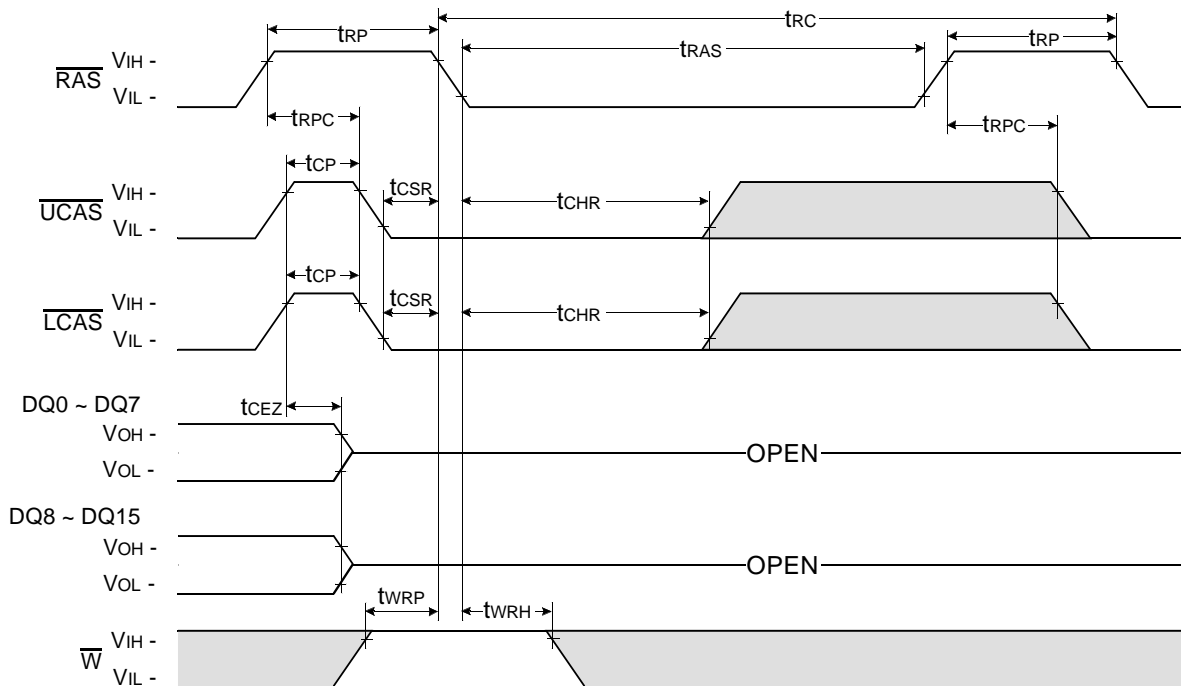 tRC
tRP
tRP
tRAS
RAS
VIH -
VIL -
tRPC
tRPC
tCP
tCSR
tCHR
UCAS
VIH -
VIL -
tCP
tCSR
tCHR
LCAS
VIH -
VIL -
DQ0 ~ DQ7
tCEZ
VOH -
VOL -
OPEN
DQ8 ~ DQ15
VOH -
VOL -
OPEN
tWRP
tWRH
W
VIH -
VIL -